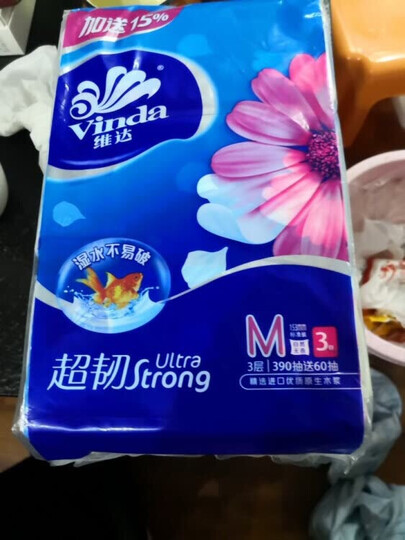 加送15%
Vinda
维达
湿水不易破
超韧 Ultra Strong
M
3
3层 390抽送60抽
精选进口优质原生木浆